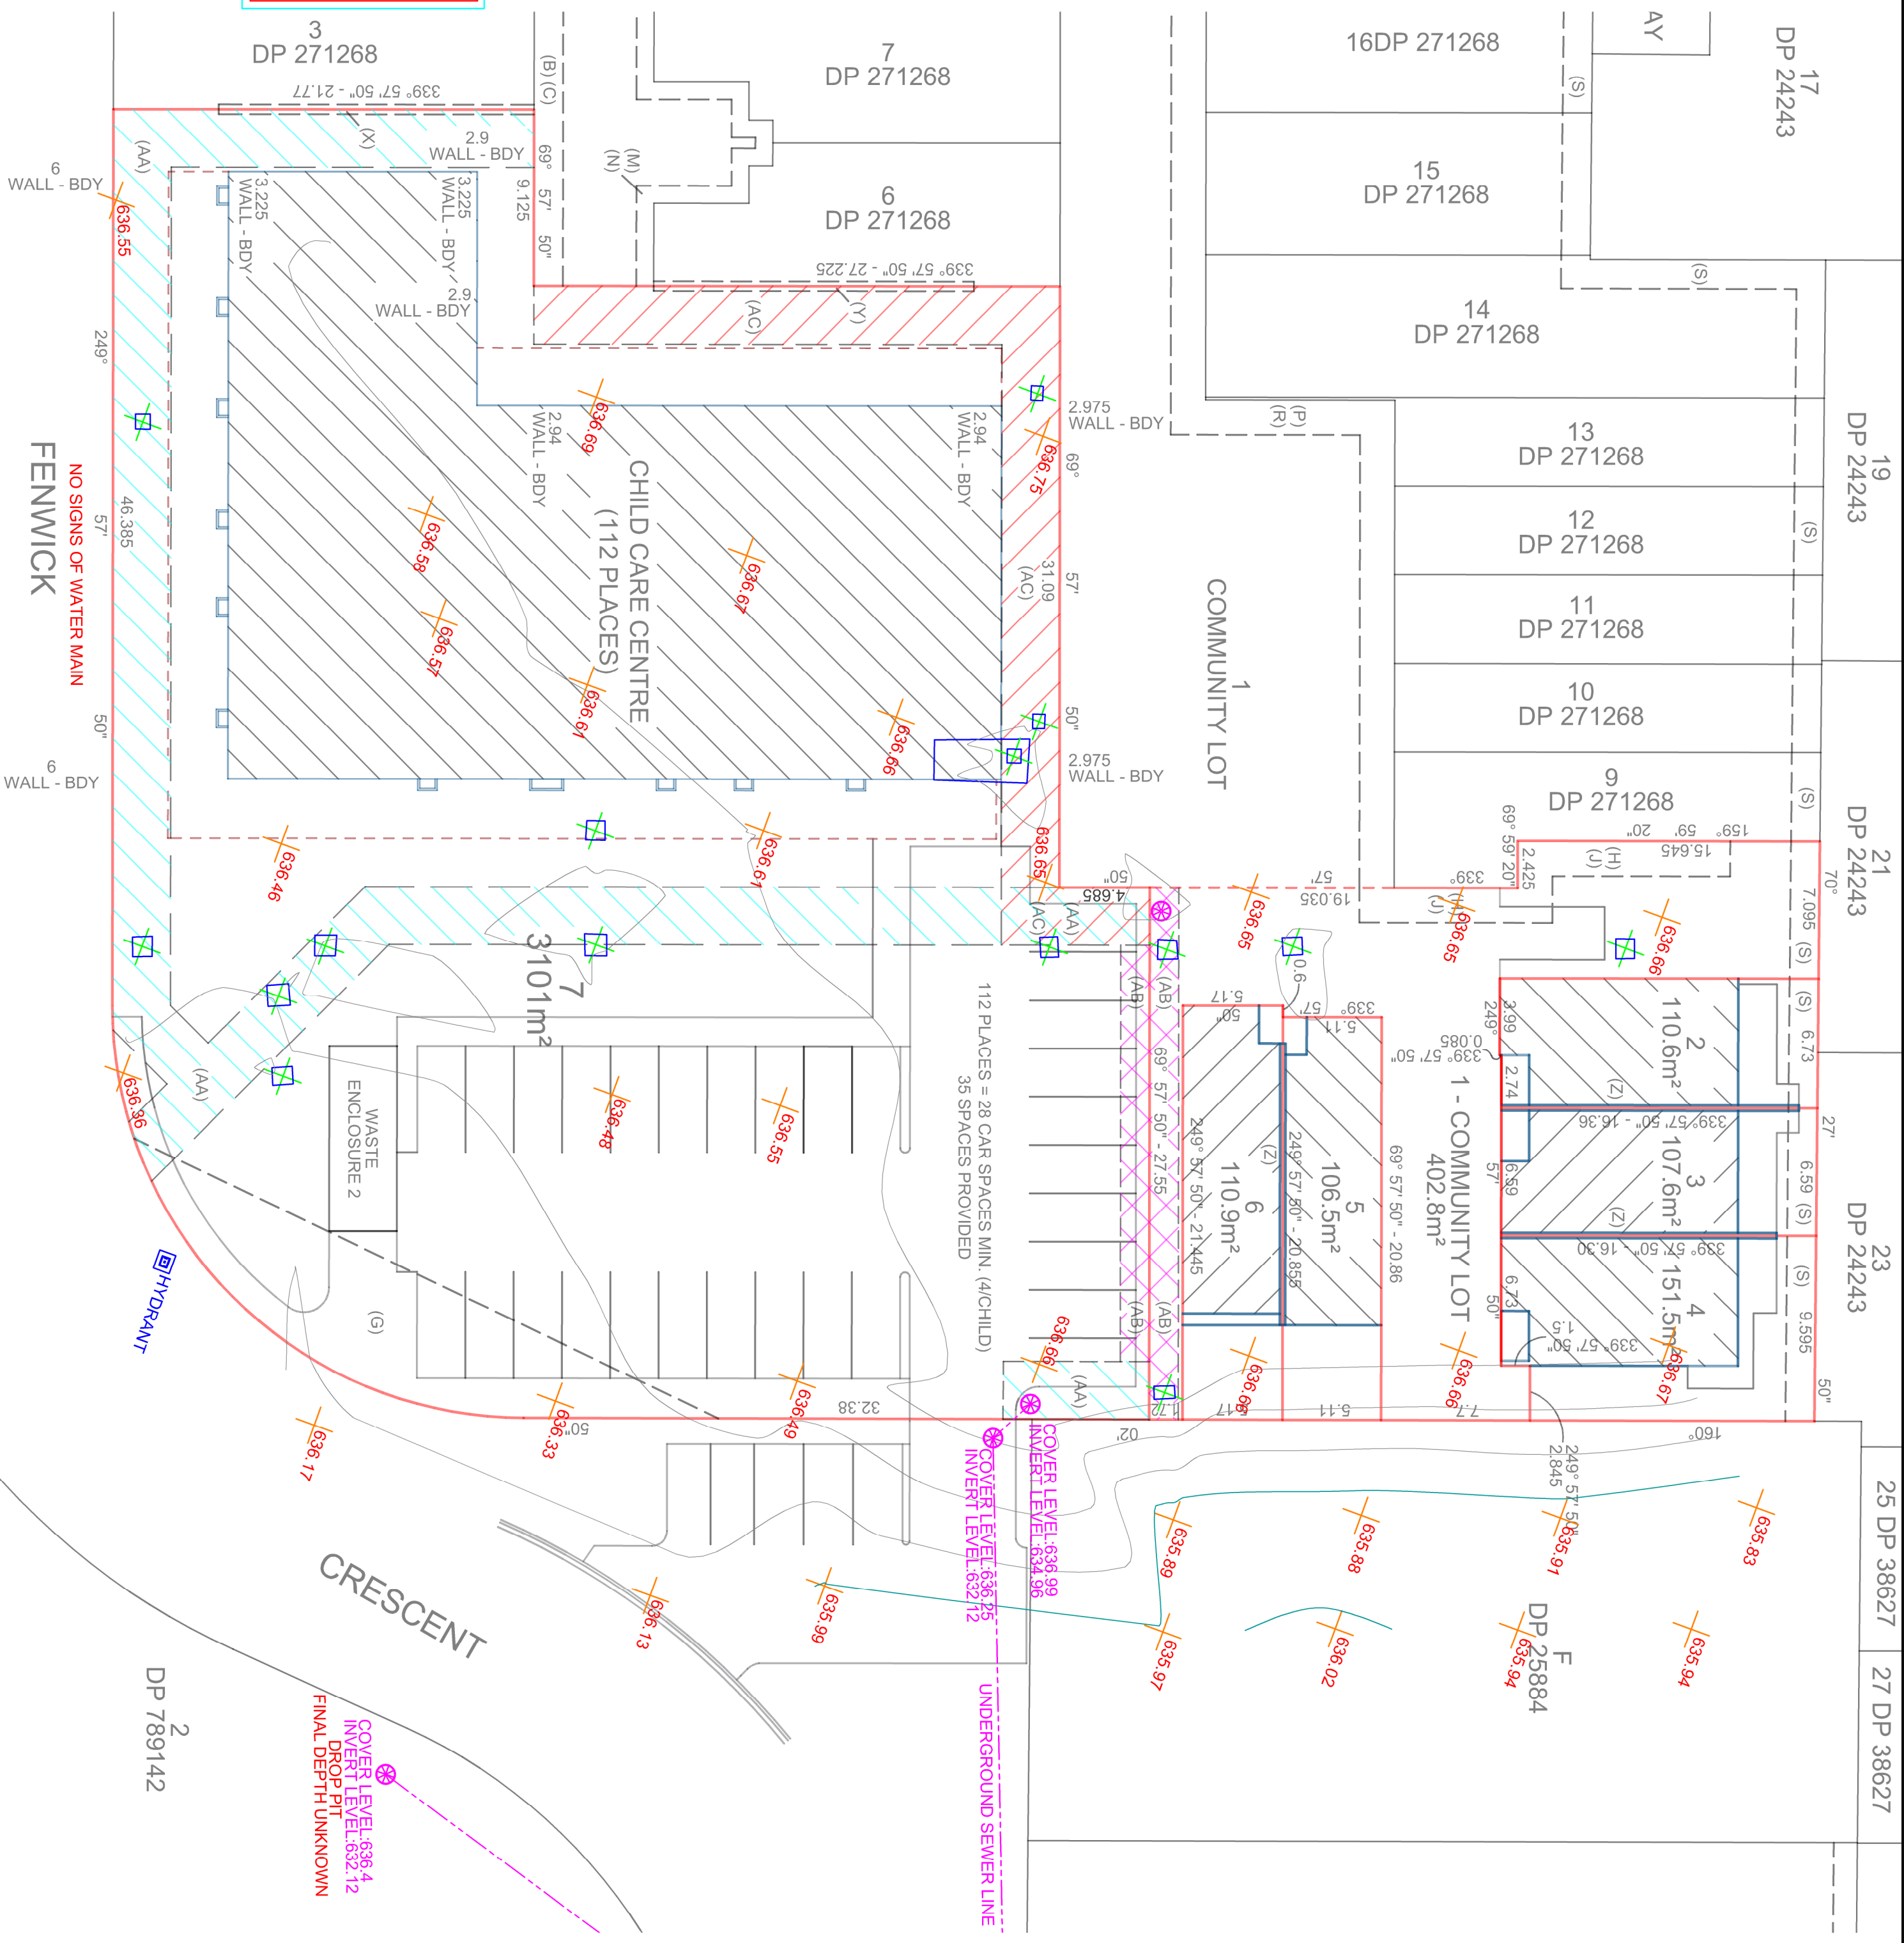 3
DP 271268
7
DP 271268
16DP 271268
AY
17
DP 24243
(B) (C)
(S)
339° 57' 50" - 21.77
(X)
2.9
WALL - BDY
(AA)
6
WALL - BDY
636.55
3.225
WALL - BDY
3.225
WALL - BDY
69° 57' 50"
9.125
(M)
(N)
6
DP 271268
15
DP 271268
339° 57' 50" - 27.225
(Y)
(AC)
(S)
2.9
WALL - BDY
14
DP 271268
249° 57' 50"
46.385
FENWICK
NO SIGNS OF WATER MAIN
636.69
2.94
WALL - BDY
2.94
WALL - BDY
2.975
WALL - BDY
636.75
69° 57' 50"
31.09
(AC)
(P)
(R)
13
DP 271268
19
DP 24243
CHILD CARE CENTRE
(112 PLACES)
636.58
636.67
636.57
636.61
636.66
12
DP 271268
(S)
11
DP 271268
1
COMMUNITY LOT
10
DP 271268
2.975
WALL - BDY
6
WALL - BDY
9
DP 271268
(S)
21
DP 24243
636.46
636.61
636.65
50"
4.685
(AC)
(AA)
57'
19.035
339°
636.65
636.65
69° 59' 20"
2.425
159° 59' 20"
15.645
(H)
(J)
70°
7.095 (S)
636.66
7
3101m²
(AB)
(AB)
0.6
5.17
50"
57'
339°
5.11
3.99
249°
339° 57' 50"
0.085
2.74
2
110.6m²
(S) 6.73
(Z)
636.36
(AA)
WASTE
ENCLOSURE 2
636.48
636.55
112 PLACES = 28 CAR SPACES MIN. (4/CHILD)
35 SPACES PROVIDED
69° 57' 50" - 27.55
249° 57' 50" - 21.445
6
110.9m²
(Z)
249° 57' 50" - 20.855
5
106.5m²
69° 57' 50" - 20.86
1 - COMMUNITY LOT
402.8m²
339° 57' 50" - 16.36
57'
6.59
3
107.6m²
(Z)
27'
6.59 (S)
23
DP 24243
339° 57' 50" - 16.30
6.73
50"
4
151.5m²
(S) 9.595
50"
1.5
339° 57' 50"
HYDRANT
(G)
(AB)
(AB)
636.66
(AA)
636.66
636.66
636.67
636.33
50"
636.49
32.38
1.72
5.17
5.11
7.7
02'
160°
636.17
COVER LEVEL:636.99
INVERT LEVEL:634.96
COVER LEVEL:636.25
INVERT LEVEL:632.12
249° 57' 50"
2.845
635.89
635.88
635.91
635.83
25 DP 38627
CRESCENT
636.13
635.99
635.97
636.02
635.94
635.94
F
DP 25884
27 DP 38627
UNDERGROUND SEWER LINE
2
DP 789142
COVER LEVEL:636.4
INVERT LEVEL:632.12
DROP PIT
FINAL DEPTH UNKNOWN